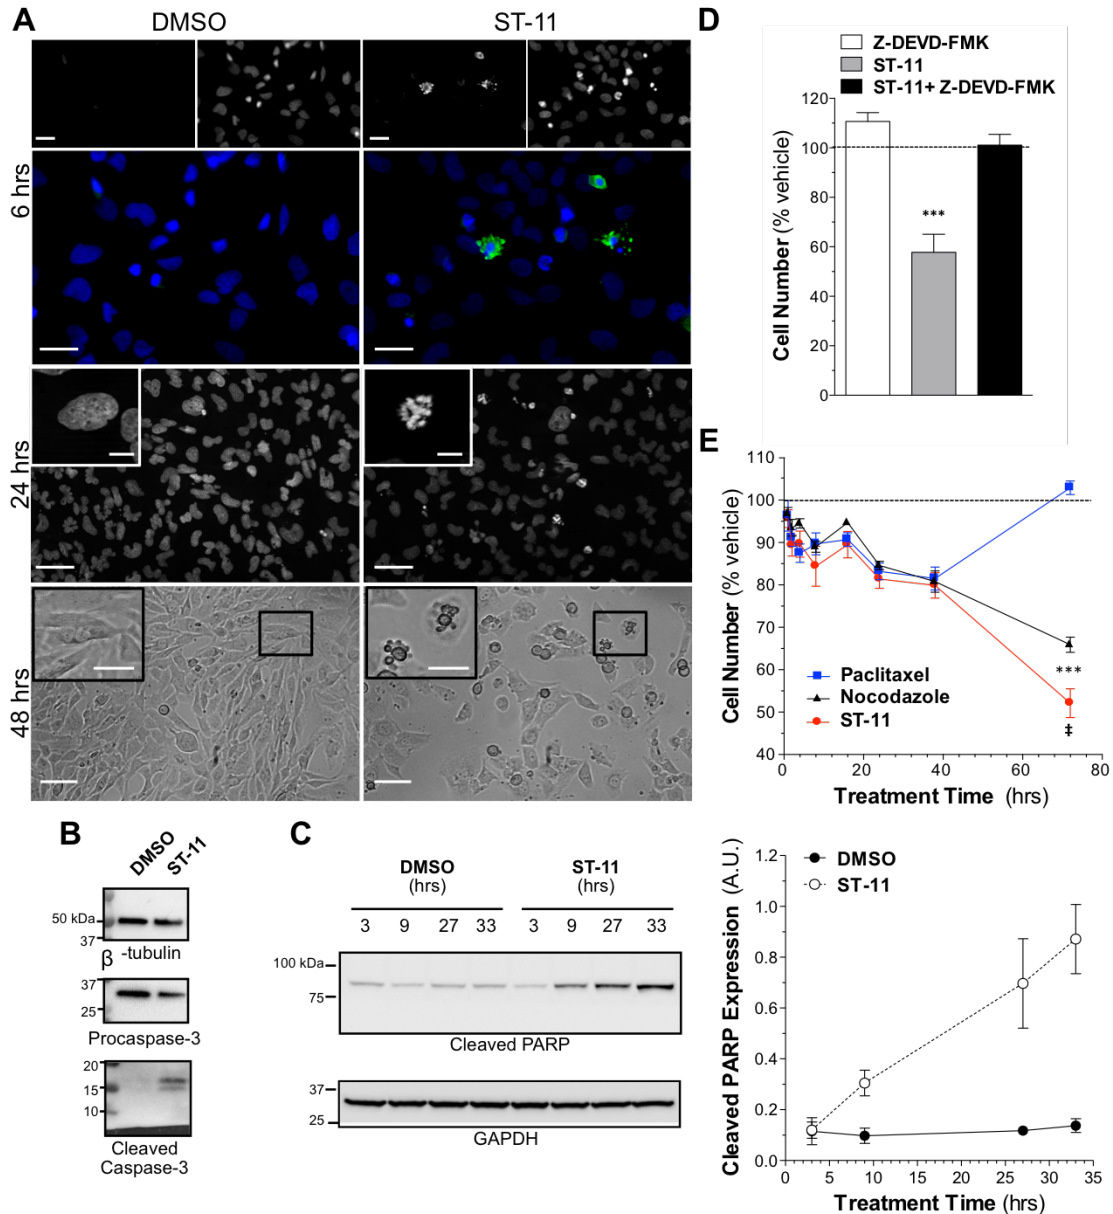 A
DMSO
ST-11
6 hrs
24 hrs
48 hrs
B
DMSO
ST-11
50 kDa
37
β -tubulin
37
25
Procaspase-3
20
15
10
Cleaved
Caspase-3
C
DMSO
(hrs)
ST-11
(hrs)
3 9 27 33 3 9 27 33
100 kDa
75
Cleaved PARP
37
25
GAPDH
1.2
1.0
0.8
0.6
0.4
0.2
0.0
Cleaved PARP Expression (A.U.)
DMSO
ST-11
0 5 10 15 20 25 30 35
Treatment Time (hrs)
D
Z-DEVD-FMK
ST-11
ST-11+ Z-DEVD-FMK
120
100
80
60
40
20
0
Cell Number (% vehicle)
***
E
110
100
90
80
70
60
50
40
Cell Number (% vehicle)
Paclitaxel
Nocodazole
ST-11
***
‡
0 20 40 60 80
Treatment Time (hrs)